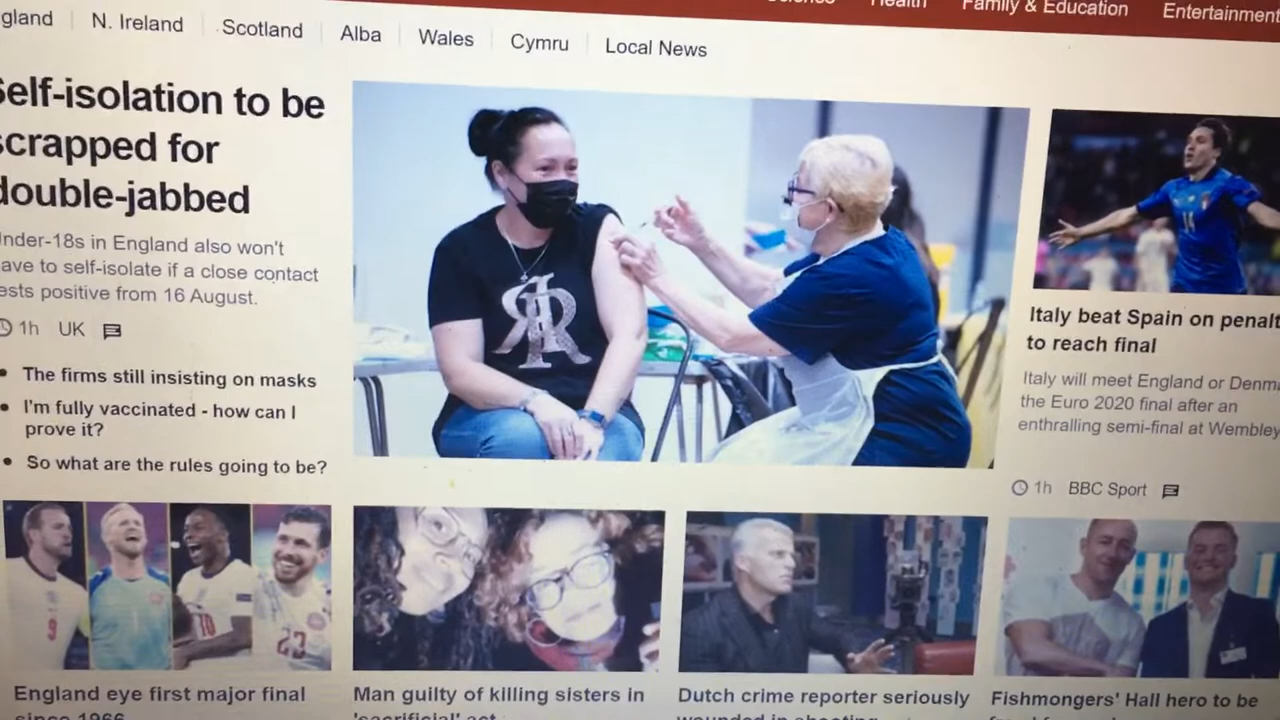 Health Family & Education Entertainment
N. Ireland Scotland Alba Wales Cymru Local News
Self-isolation to be
scrapped for
double-jabbed
Under-18s in England also won't
have to self-isolate if a close contact
tests positive from 16 August.
1h UK
The firms still insisting on masks
I'm fully vaccinated - how can I
prove it?
So what are the rules going to be?
Italy beat Spain on
to reach final
Italy will meet England or
the Euro 2020 final after an
enthralling semi-final at Wembley
1h BBC Sport
11
9
10
23
England eye first major final
since 1966
Man guilty of killing sisters in
'sacrificial' act
Dutch crime reporter seriously
wounded in shooting
Fishmongers' Hall hero to be